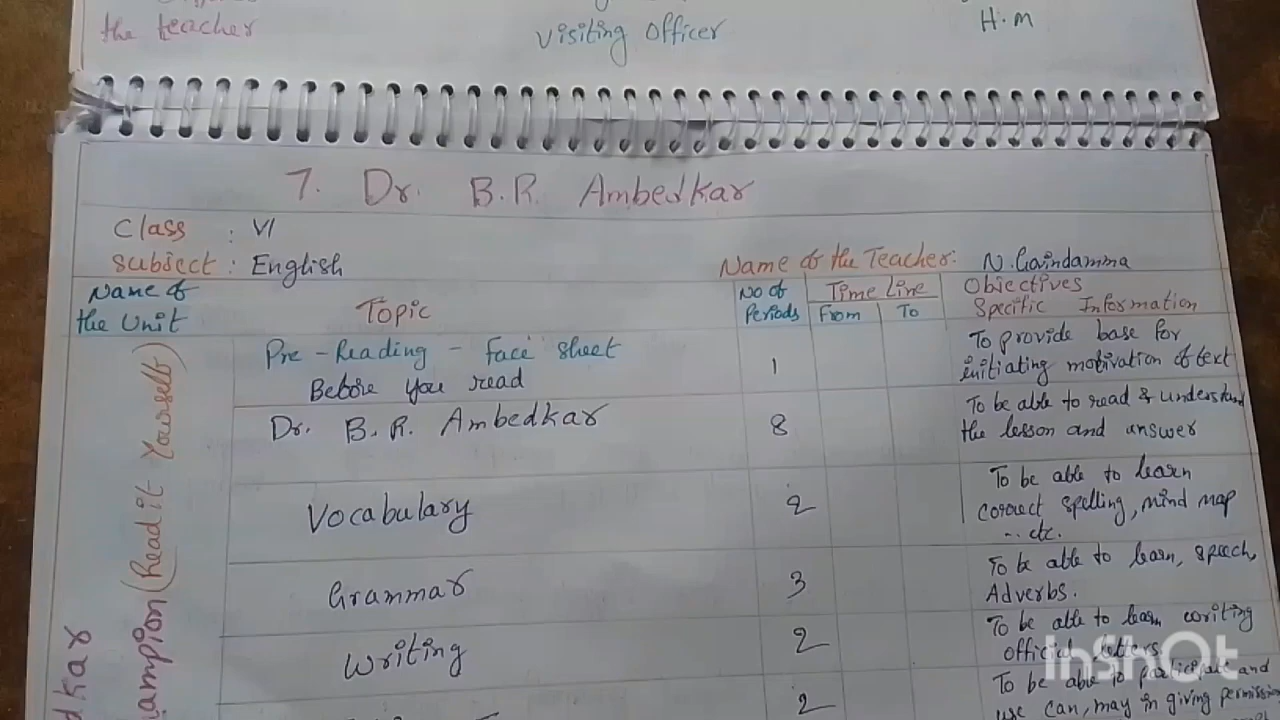 the teacher
Visiting Officer
H.M
7. Dr. B.R. Ambedkar
Class : VI
Subject : English
Name of the Teacher: N. Govindamma
Name of the Unit
Topic
No of Periods
Time Line
From
To
Objectives
Specific Information
Pre-Reading - Face sheet
Before you read
1
To provide base for
initiating motivation of text
Dr. B.R. Ambedkar
8
To be able to read & understand
the lesson and answer
Vocabulary
2
To be able to learn
correct spelling, mind map
... etc.
Grammar
3
To be able to learn, speech,
Adverbs.
Writing
2
To be able to learn writing
official letters
2
To be able to participate and
use can, may in giving permission
(Read it Yourself)
InShOt